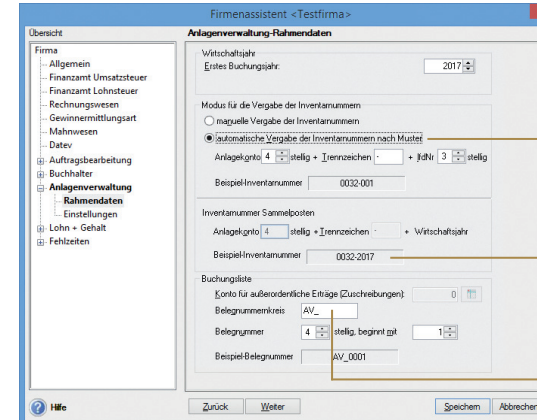 Firmenassistent <Testfirma>
Übersicht
Firma
Allgemein
Finanzamt Umsatzsteuer
Finanzamt Lohnsteuer
Rechnungswesen
Gewinnermittlungsart
Mahnwesen
Datev
Auftragsbearbeitung
Buchhalter
Anlagenverwaltung
Rahmendaten
Einstellungen
Lohn + Gehalt
Fehlzeiten
Anlagenverwaltung-Rahmendaten
Wirtschaftsjahr
Erstes Buchungsjahr: 2017
Modus für die Vergabe der Inventarnummern
manuelle Vergabe der Inventarnummern
automatische Vergabe der Inventarnummern nach Muster
Anlagekonto 4 stellig + Trennzeichen - + lfdNr 3 stellig
Beispiel-Inventarnummer 0032-001
Inventarnummer Sammelposten
Anlagekonto 4 stellig + Trennzeichen - + Wirtschaftsjahr
Beispiel-Inventarnummer 0032-2017
Buchungsliste
Konto für außerordentliche Erträge (Zuschreibungen): 0
Belegnummernkreis AV_
Belegnummer 4 stellig, beginnt mit 1
Beispiel-Belegnummer AV_0001
Hilfe Zurück Weiter Speichern Abbrechen